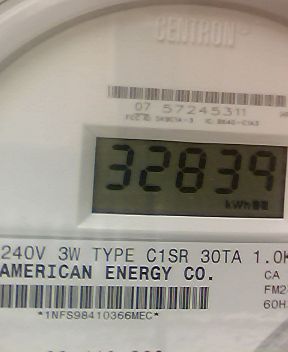 CENTRON
07 57245311
32839
kWh
240V 3W TYPE C1SR 30TA 1.0K
AMERICAN ENERGY CO.
CA
FM2
60H
*1NFS98410366MEC*